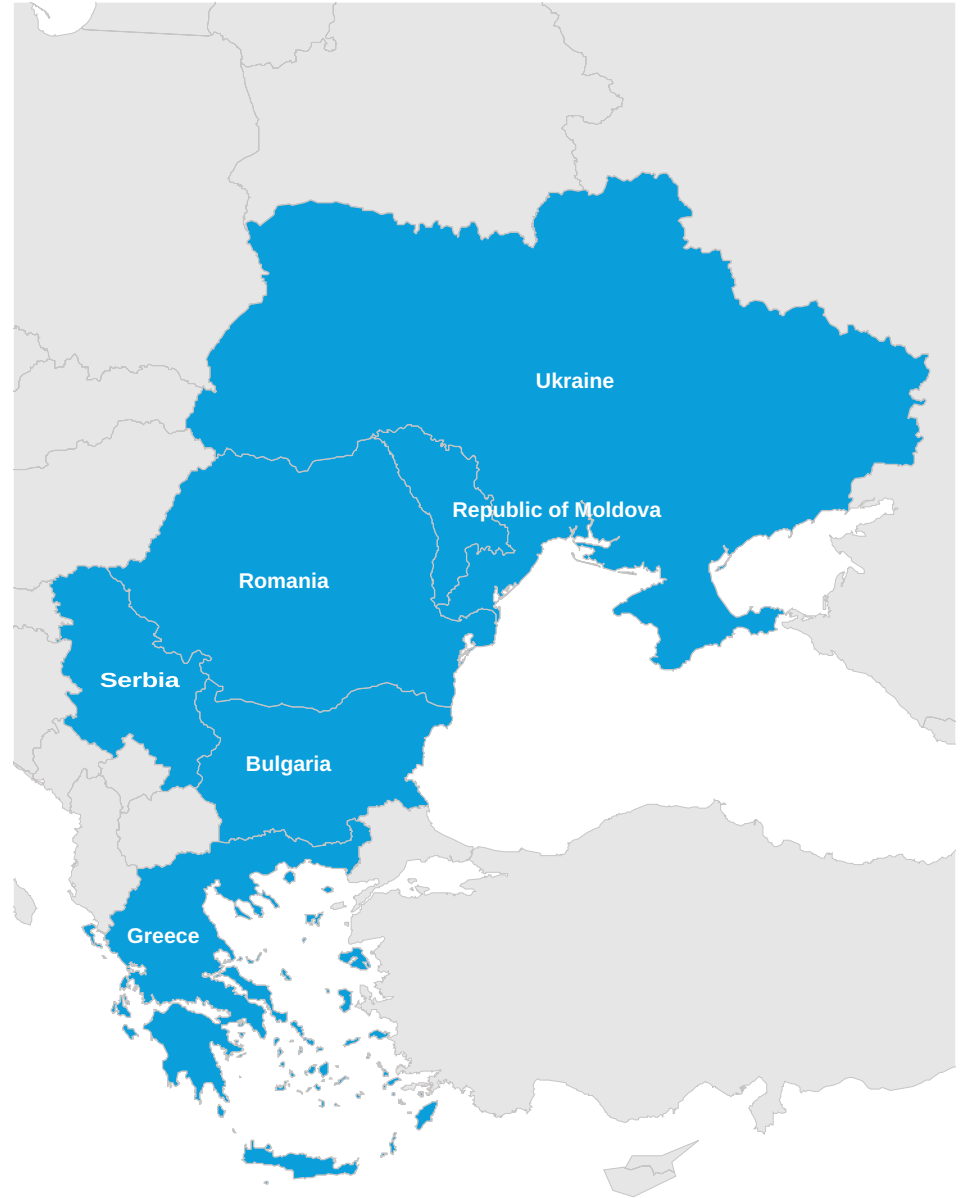 Ukraine
Republic of Moldova
Romania
Serbia
Bulgaria
Greece